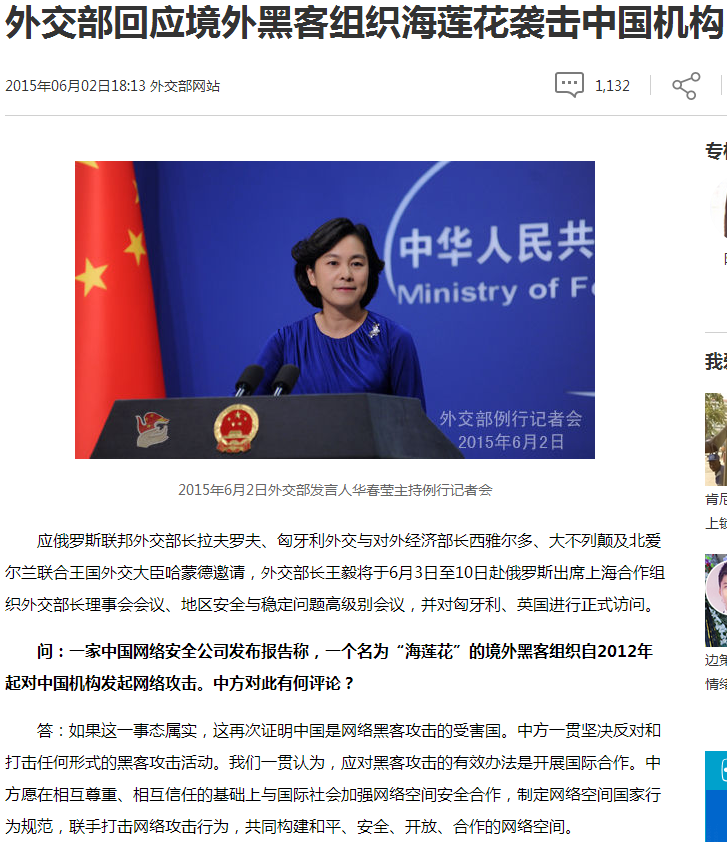 外交部回应境外黑客组织海莲花袭击中国机构
2015年06月02日18:13 外交部网站
1,132
专
中华人民共
Ministry of Fo
外交部例行记者会
2015年6月2日
2015年6月2日外交部发言人华春莹主持例行记者会
应俄罗斯联邦外交部长拉夫罗夫、匈牙利外交与对外经济部长西雅尔多、大不列颠及北爱
尔兰联合王国外交大臣哈蒙德邀请，外交部长王毅将于6月3日至10日赴俄罗斯出席上海合作组
织外交部长理事会会议、地区安全与稳定问题高级别会议，并对匈牙利、英国进行正式访问。
问：一家中国网络安全公司发布报告称，一个名为“海莲花”的境外黑客组织自2012年
起对中国机构发起网络攻击。中方对此有何评论？
答：如果这一事态属实，这再次证明中国是网络黑客攻击的受害国。中方一贯坚决反对和
打击任何形式的黑客攻击活动。我们一贯认为，应对黑客攻击的有效办法是开展国际合作。中
方愿在相互尊重、相互信任的基础上与国际社会加强网络空间安全合作，制定网络空间国家行
为规范，联手打击网络攻击行为，共同构建和平、安全、开放、合作的网络空间。
我
肯
上
边
情